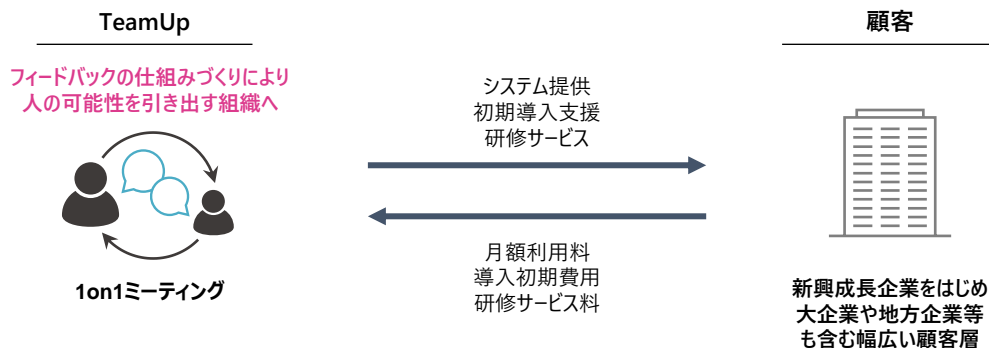 TeamUp
フィードバックの仕組みづくりにより
人の可能性を引き出す組織へ
1on1ミーティング
システム提供
初期導入支援
研修サービス
月額利用料
導入初期費用
研修サービス料
顧客
新興成長企業をはじめ
大企業や地方企業等
も含む幅広い顧客層